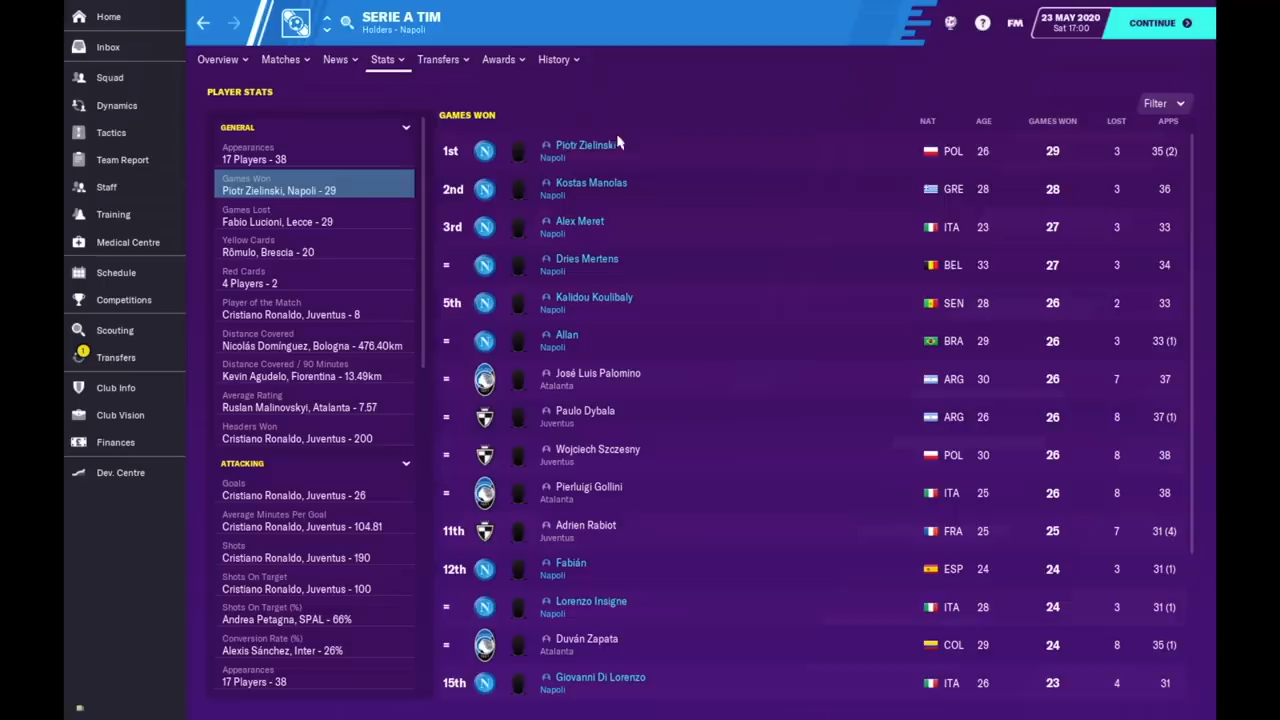 Home
Inbox
Squad
Dynamics
Tactics
Team Report
Staff
Training
Medical Centre
Schedule
Competitions
Scouting
1
Transfers
Club Info
Club Vision
Finances
Dev. Centre
SERIE A TIM
Holders - Napoli
? FM
23 MAY 2020
Sat 17:00
CONTINUE
Overview Matches News Stats Transfers Awards History
PLAYER STATS
GENERAL
Appearances
17 Players - 38
Games Won
Piotr Zielinski, Napoli - 29
Games Lost
Fabio Lucioni, Lecce - 29
Yellow Cards
Rômulo, Brescia - 20
Red Cards
4 Players - 2
Player of the Match
Cristiano Ronaldo, Juventus - 8
Distance Covered
Nicolás Domínguez, Bologna - 476.40km
Distance Covered / 90 Minutes
Kevin Agudelo, Fiorentina - 13.49km
Average Rating
Ruslan Malinovskyi, Atalanta - 7.57
Headers Won
Cristiano Ronaldo, Juventus - 200
ATTACKING
Goals
Cristiano Ronaldo, Juventus - 26
Average Minutes Per Goal
Cristiano Ronaldo, Juventus - 104.81
Shots
Cristiano Ronaldo, Juventus - 190
Shots On Target
Cristiano Ronaldo, Juventus - 100
Shots On Target (%)
Andrea Petagna, SPAL - 66%
Conversion Rate (%)
Alexis Sánchez, Inter - 26%
Appearances
17 Players - 38
Filter
GAMES WON NAT AGE GAMES WON LOST APPS
1st Piotr Zielinski POL 26 29 3 35 (2)
Napoli
2nd Kostas Manolas GRE 28 28 3 36
Napoli
3rd Alex Meret ITA 23 27 3 33
Napoli
= Dries Mertens BEL 33 27 3 34
Napoli
5th Kalidou Koulibaly SEN 28 26 2 33
Napoli
= Allan BRA 29 26 3 33 (1)
Napoli
= José Luis Palomino ARG 30 26 7 37
Atalanta
= Paulo Dybala ARG 26 26 8 37 (1)
Juventus
= Wojciech Szczesny POL 30 26 8 38
Juventus
= Pierluigi Gollini ITA 25 26 8 38
Atalanta
11th Adrien Rabiot FRA 25 25 7 31 (4)
Juventus
12th Fabián ESP 24 24 3 31 (1)
Napoli
= Lorenzo Insigne ITA 28 24 3 31 (1)
Napoli
= Duván Zapata COL 29 24 8 35 (1)
Atalanta
15th Giovanni Di Lorenzo ITA 26 23 4 31
Napoli